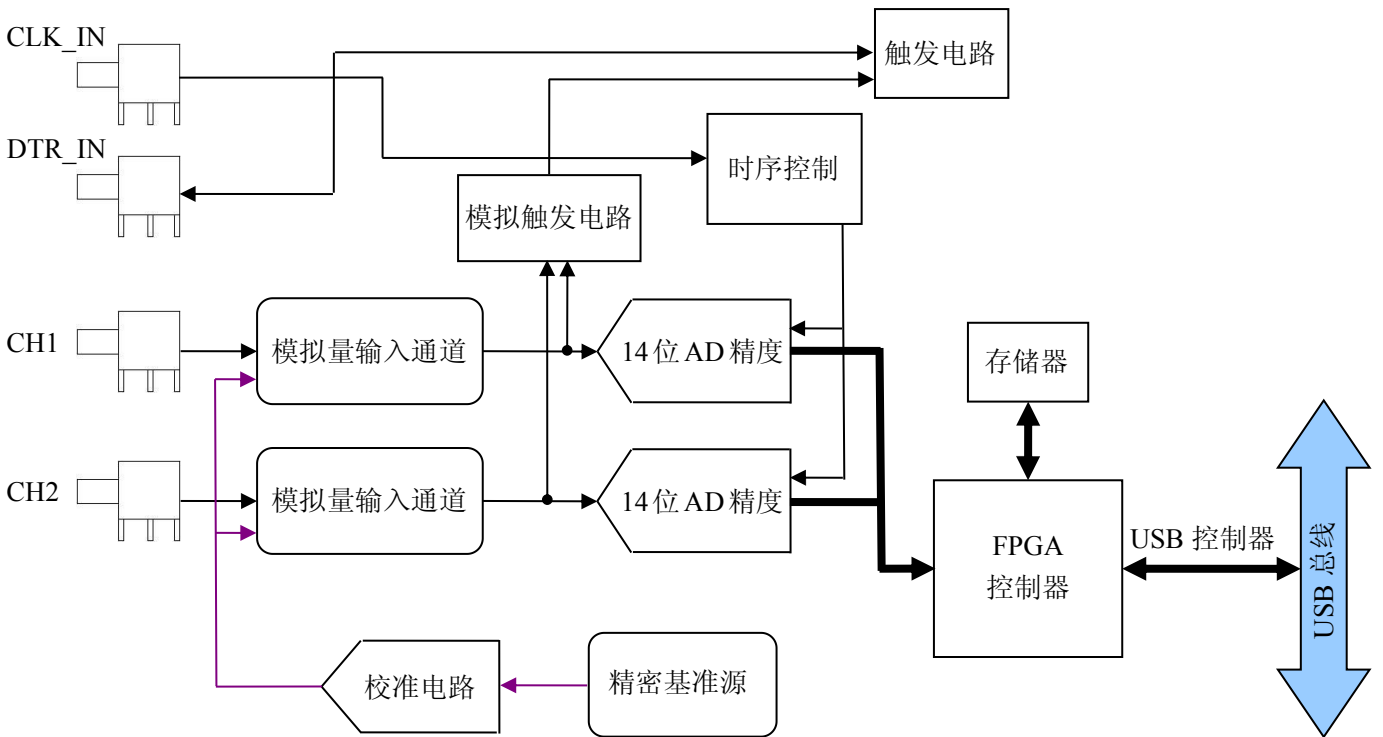 CLK_IN
触发电路
DTR_IN
时序控制
模拟触发电路
CH1
模拟量输入通道
14位AD精度
存储器
CH2
模拟量输入通道
14位AD精度
FPGA
控制器
USB 控制器
USB 总线
校准电路
精密基准源